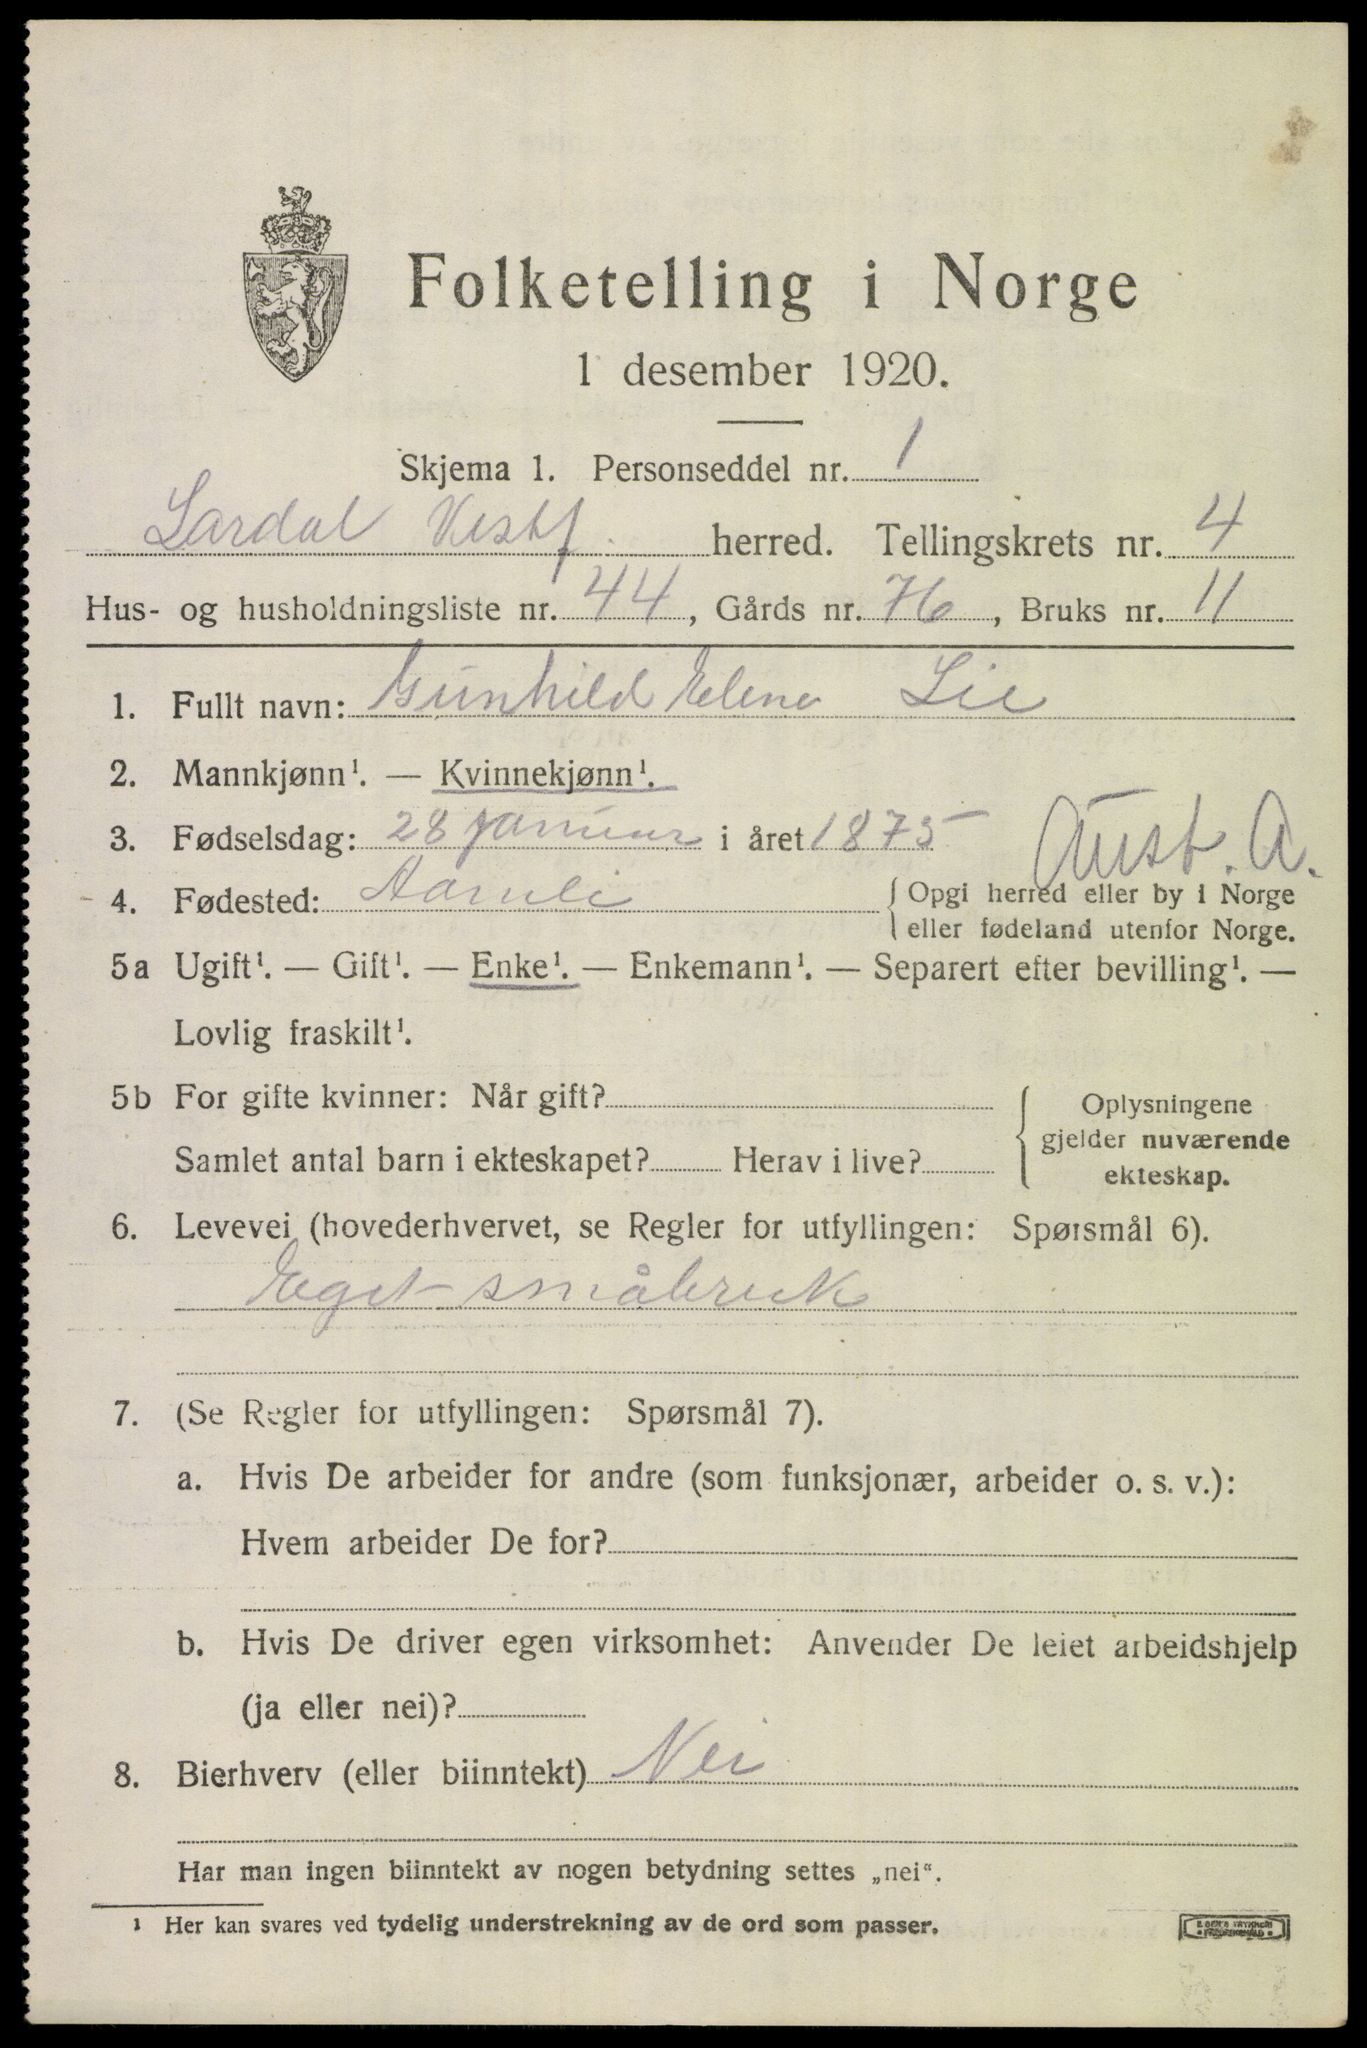 Folketelling i Norge
1 desember 1920.
Skjema 1. Personseddel nr. 1
Lardal Vestf herred. Tellingskrets nr. 4
Hus- og husholdningsliste nr. 44, Gårds nr. 76, Bruks nr. 11
1. Fullt navn: Gunhild Elene Lie
2. Mannkjønn¹. — Kvinnekjønn¹.
3. Fødselsdag: 28 januar i året 1875
Aust. A.
4. Fødested: Aamli {Opgi herred eller by i Norge
eller fødeland utenfor Norge.
5a Ugift¹. — Gift¹. — Enke¹. — Enkemann¹. — Separert efter bevilling¹. —
Lovlig fraskilt¹.
5b For gifte kvinner: Når gift?
Samlet antal barn i ekteskapet? Herav i live?
{Oplysningene
gjelder nuværende
ekteskap.
6. Levevei (hovederhvervet, se Regler for utfyllingen: Spørsmål 6).
Eget småbruk
7. (Se Regler for utfyllingen: Spørsmål 7).
a. Hvis De arbeider for andre (som funksjonær, arbeider o. s. v.):
Hvem arbeider De for?
b. Hvis De driver egen virksomhet: Anvender De leiet arbeidshjelp
(ja eller nei)?
8. Bierhverv (eller biinntekt) Nei
Har man ingen biinntekt av nogen betydning settes „nei“.
¹ Her kan svares ved tydelig understrekning av de ord som passer.